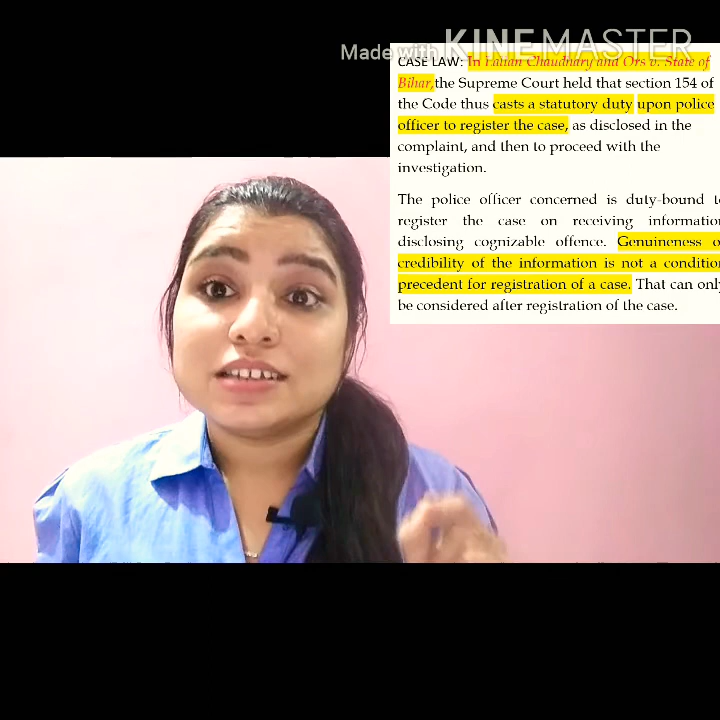 Made with KINEMASTER
CASE LAW: In Lallan Chaudhary and Ors v. State of
Bihar, the Supreme Court held that section 154 of
the Code thus casts a statutory duty upon police
officer to register the case, as disclosed in the
complaint, and then to proceed with the
investigation.
The police officer concerned is duty-bound t
register the case on receiving information
disclosing cognizable offence. Genuineness o
credibility of the information is not a condition
precedent for registration of a case. That can only
be considered after registration of the case.